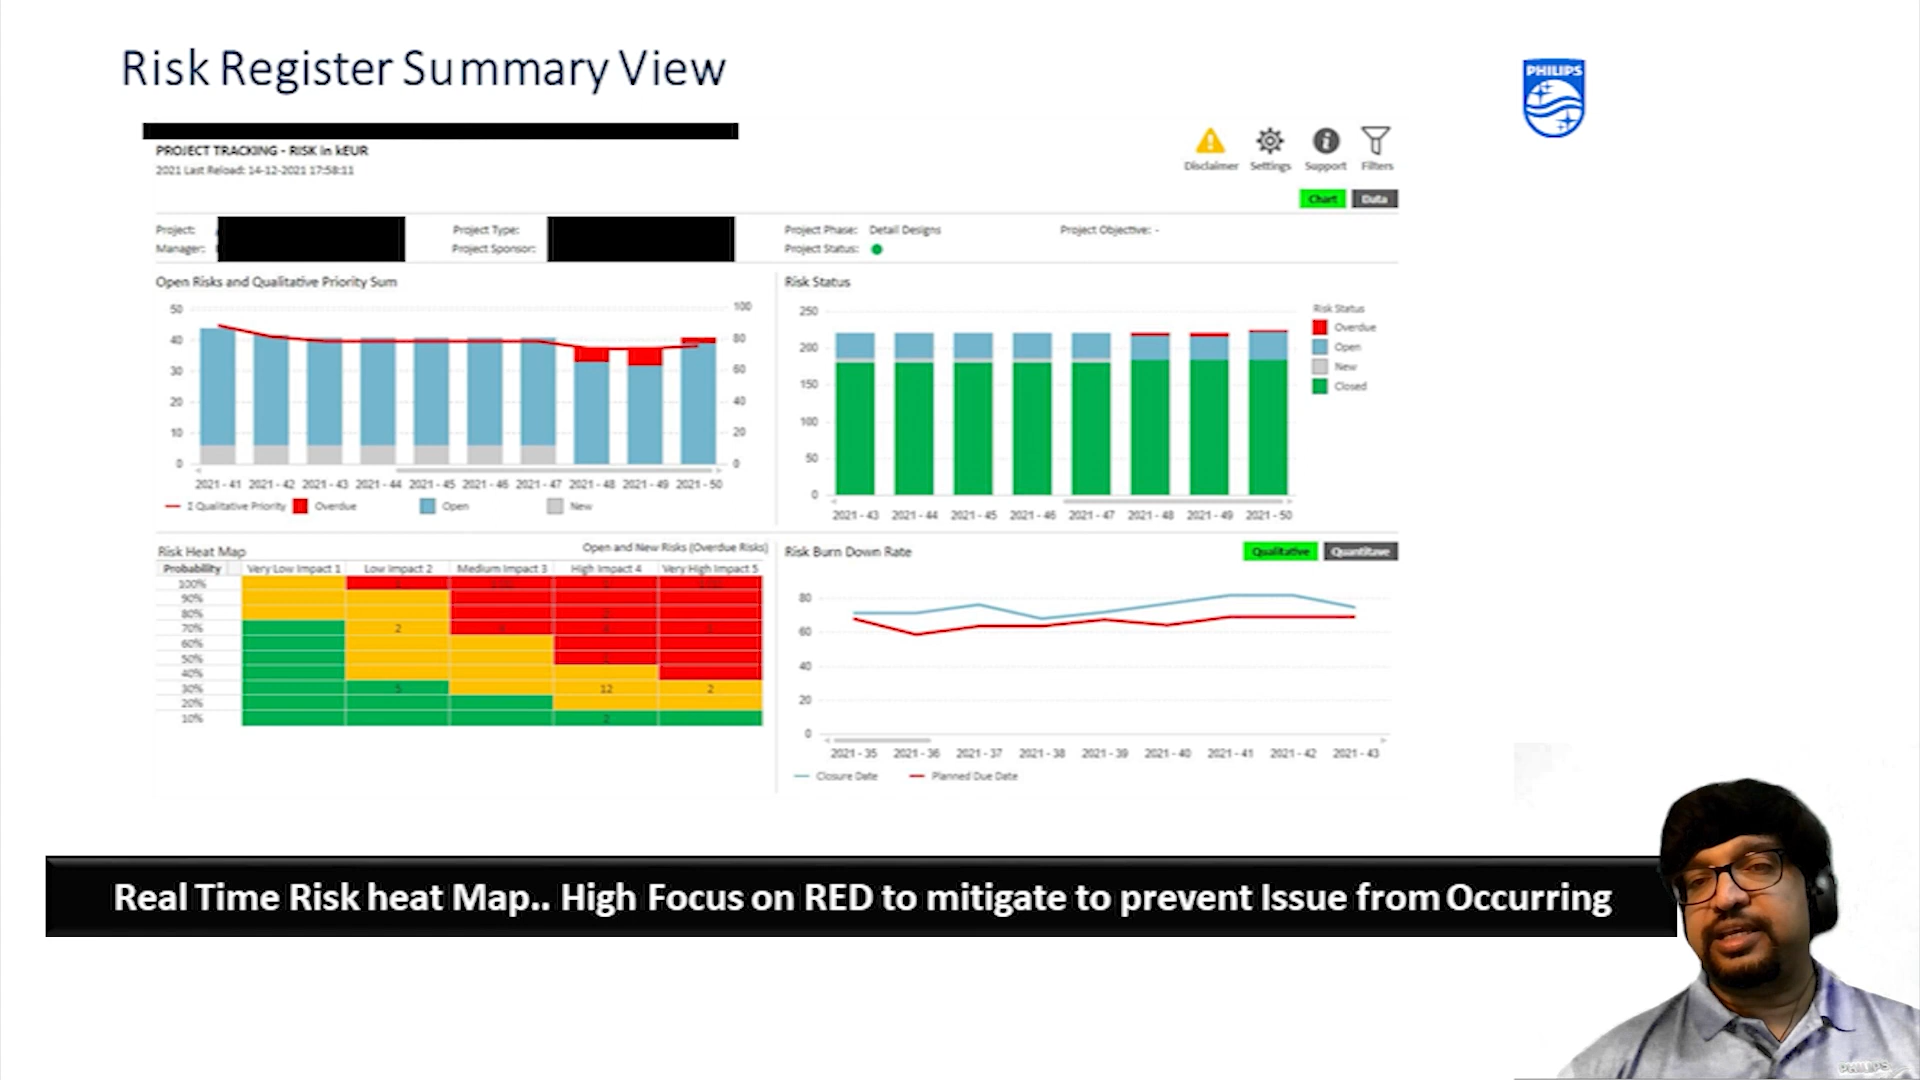 Risk Register Summary View
PHILIPS
PROJECT TRACKING - RISK in kEUR
2021 Last Reload: 14-12-2021 17:58:11
Disclaimer Settings Support Filters
Chart Data
Project: Project Type: Project Phase: Detail Designs Project Objective: -
Manager: Project Sponsor: Project Status:
Open Risks and Qualitative Priority Sum
50 100
40 80
30 60
20 40
10 20
0 0
2021 - 41 2021 - 42 2021 - 43 2021 - 44 2021 - 45 2021 - 46 2021 - 47 2021 - 48 2021 - 49 2021 - 50
Σ Qualitative Priority Overdue Open New
Risk Status
250
200
150
100
50
0
2021 - 43 2021 - 44 2021 - 45 2021 - 46 2021 - 47 2021 - 48 2021 - 49 2021 - 50
Risk Status
Overdue
Open
New
Closed
Risk Heat Map Open and New Risks (Overdue Risks)
Probability Very Low Impact 1 Low Impact 2 Medium Impact 3 High Impact 4 Very High Impact 5
100%
90%
80% 2
70% 2
60%
50%
40%
30% 5 12 2
20%
10% 2
Risk Burn Down Rate Qualitative Quantitave
80
60
40
20
0
2021 - 35 2021 - 36 2021 - 37 2021 - 38 2021 - 39 2021 - 40 2021 - 41 2021 - 42 2021 - 43
Closure Date Planned Due Date
Real Time Risk heat Map.. High Focus on RED to mitigate to prevent Issue from Occurring
PHILIPS